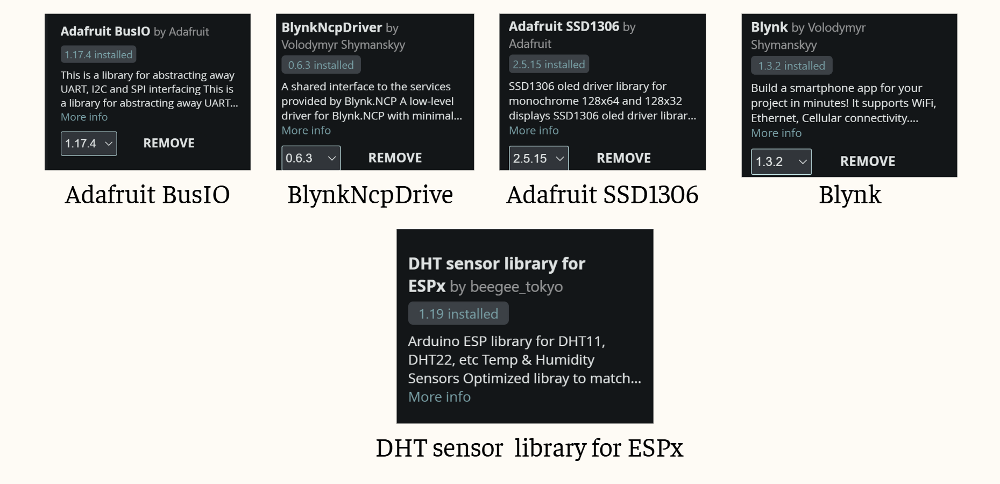 Adafruit BusIO by Adafruit
1.17.4 installed
This is a library for abstracting away
UART, I2C and SPI interfacing This is
a library for abstracting away UART...
More info
1.17.4
REMOVE
Adafruit BusIO
BlynkNcpDriver by
Volodymyr Shymanskyy
0.6.3 installed
A shared interface to the services
provided by Blynk.NCP A low-level
driver for Blynk.NCP with minimal...
More info
0.6.3
REMOVE
BlynkNcpDrive
Adafruit SSD1306 by
Adafruit
2.5.15 installed
SSD1306 oled driver library for
monochrome 128x64 and 128x32
displays SSD1306 oled driver librar...
More info
2.5.15
REMOVE
Adafruit SSD1306
Blynk by Volodymyr
Shymanskyy
1.3.2 installed
Build a smartphone app for your
project in minutes! It supports WiFi,
Ethernet, Cellular connectivity....
More info
1.3.2
REMOVE
Blynk
DHT sensor library for
ESPx by beegee_tokyo
1.19 installed
Arduino ESP library for DHT11,
DHT22, etc Temp & Humidity
Sensors Optimized libray to match...
More info
DHT sensor library for ESPx